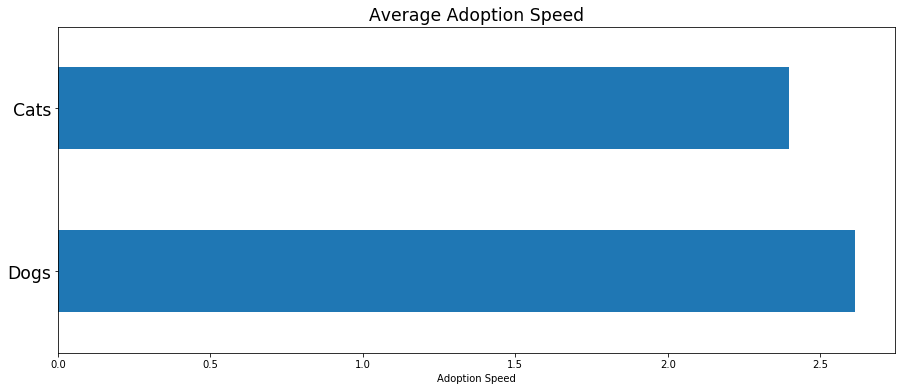 Average Adoption Speed
Cats
Dogs
0.0 0.5 1.0 1.5 2.0 2.5
Adoption Speed